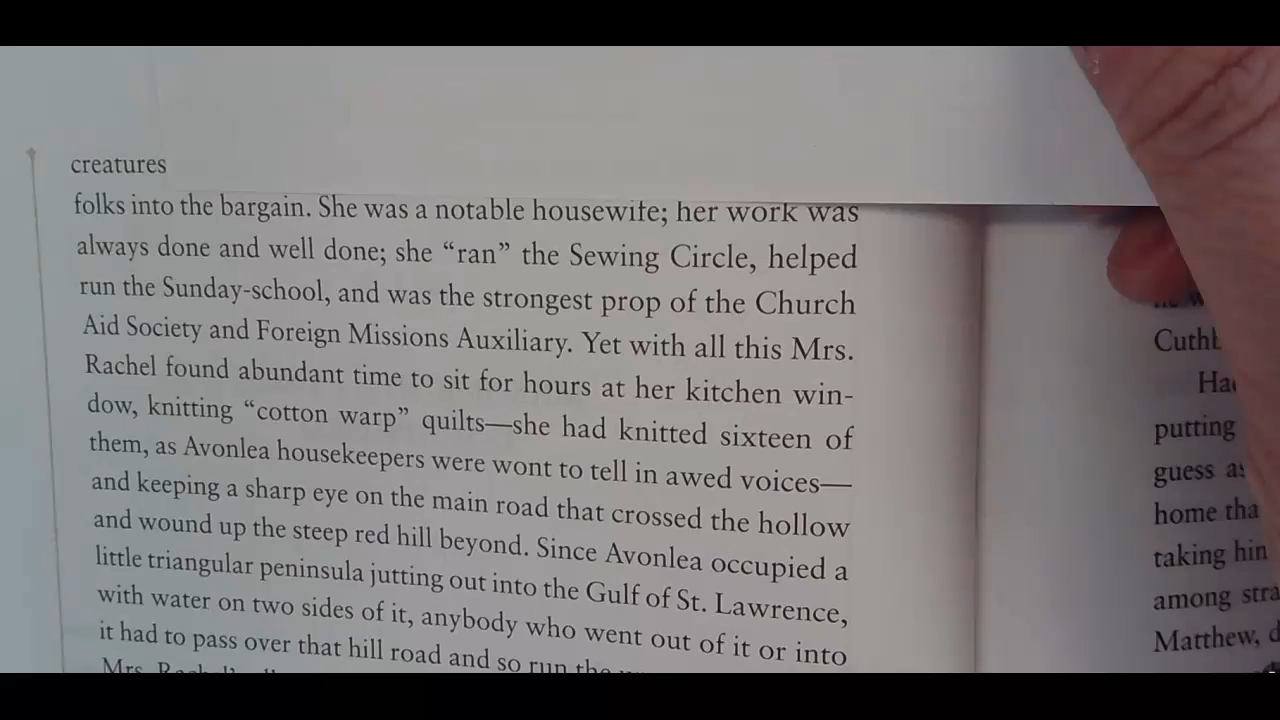 creatures
folks into the bargain. She was a notable housewife; her work was
always done and well done; she “ran” the Sewing Circle, helped
run the Sunday-school, and was the strongest prop of the Church
Aid Society and Foreign Missions Auxiliary. Yet with all this Mrs.
Rachel found abundant time to sit for hours at her kitchen win-
dow, knitting “cotton warp” quilts—she had knitted sixteen of
them, as Avonlea housekeepers were wont to tell in awed voices—
and keeping a sharp eye on the main road that crossed the hollow
and wound up the steep red hill beyond. Since Avonlea occupied a
little triangular peninsula jutting out into the Gulf of St. Lawrence,
with water on two sides of it, anybody who went out of it or into
it had to pass over that hill road and so run the
Mrs.
putting
guess
home
taking
among
Matthew,